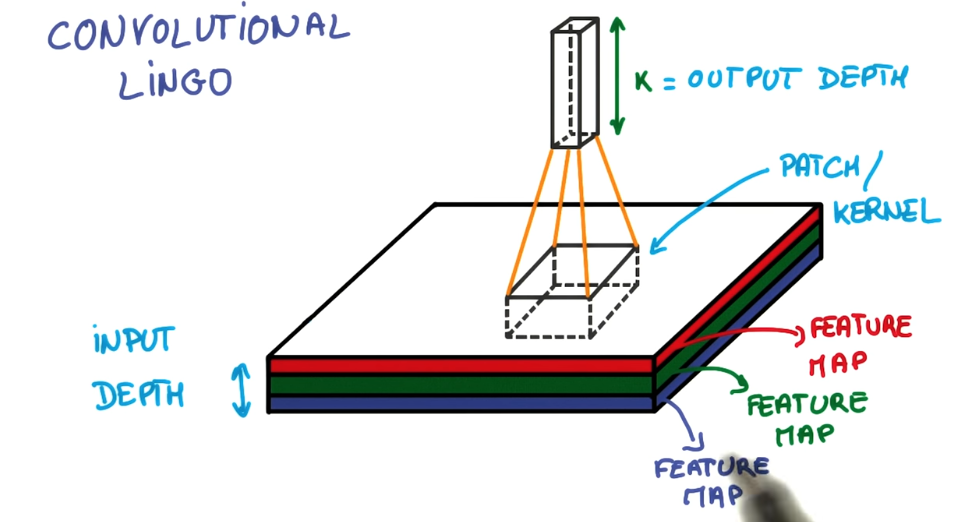 CONVOLUTIONAL
LINGO
K = OUTPUT DEPTH
PATCH/
KERNEL
INPUT
DEPTH
FEATURE
MAP
FEATURE
MAP
FEATURE
MAP